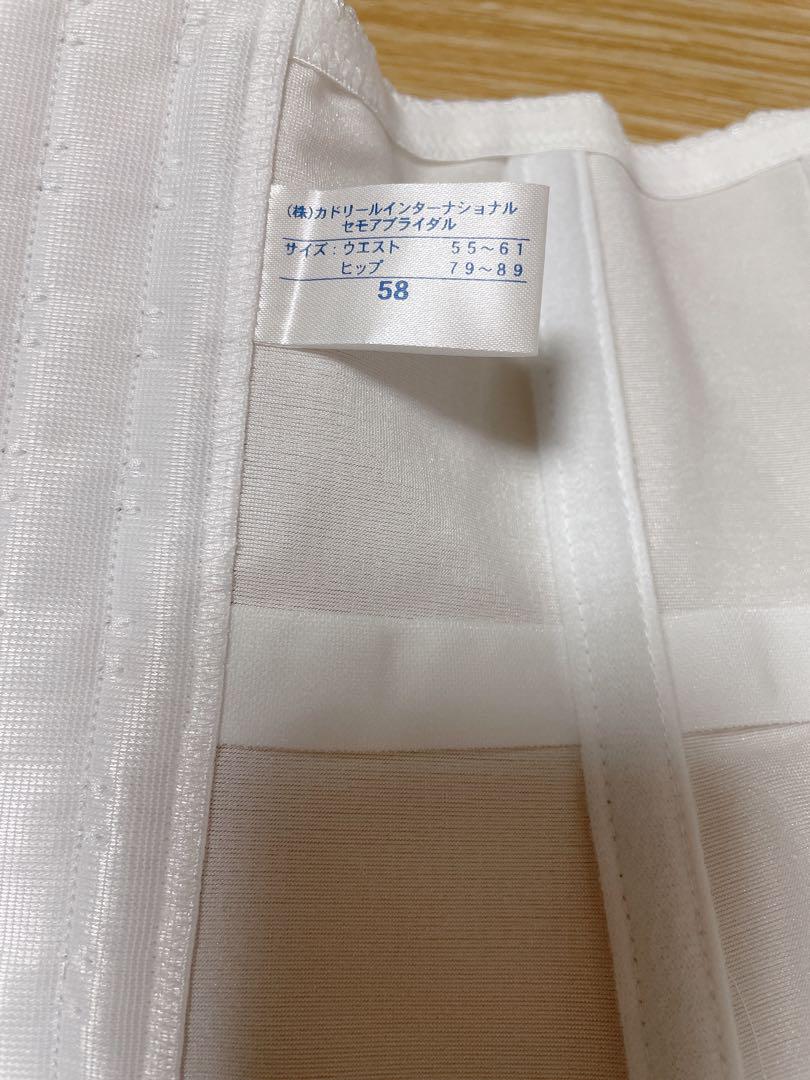 (株)カドリールインターナショナル
セモアブライダル
サイズ:ウエスト 55~61
ヒップ 79~89
58